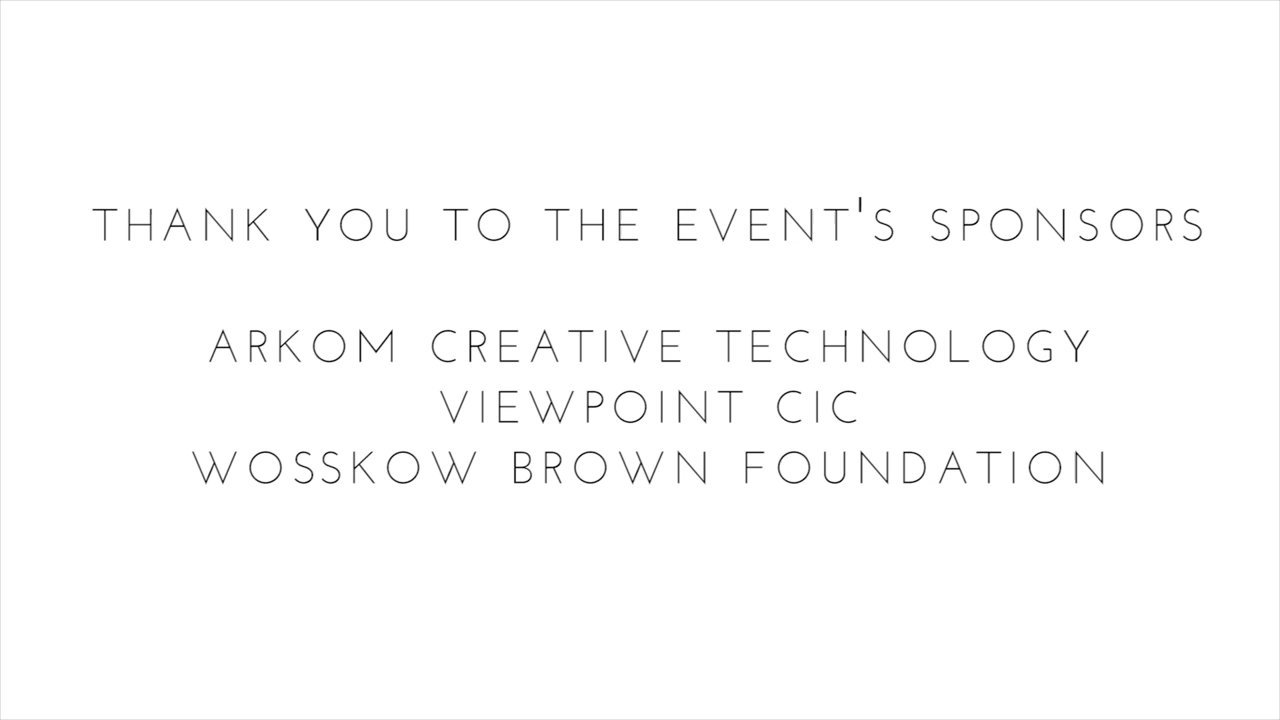 THANK YOU TO THE EVENT'S SPONSORS
ARKOM CREATIVE TECHNOLOGY
VIEWPOINT CIC
WOSSKOW BROWN FOUNDATION